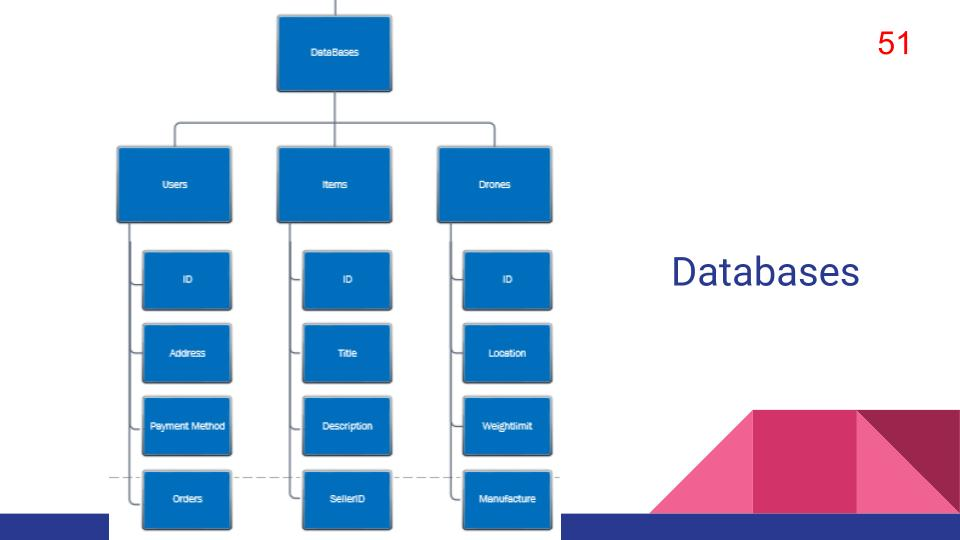 DataBases
51
Users
Items
Drones
ID
ID
ID
Databases
Address
Title
Location
Payment Method
Description
Weightlimit
Orders
SellerID
Manufacture